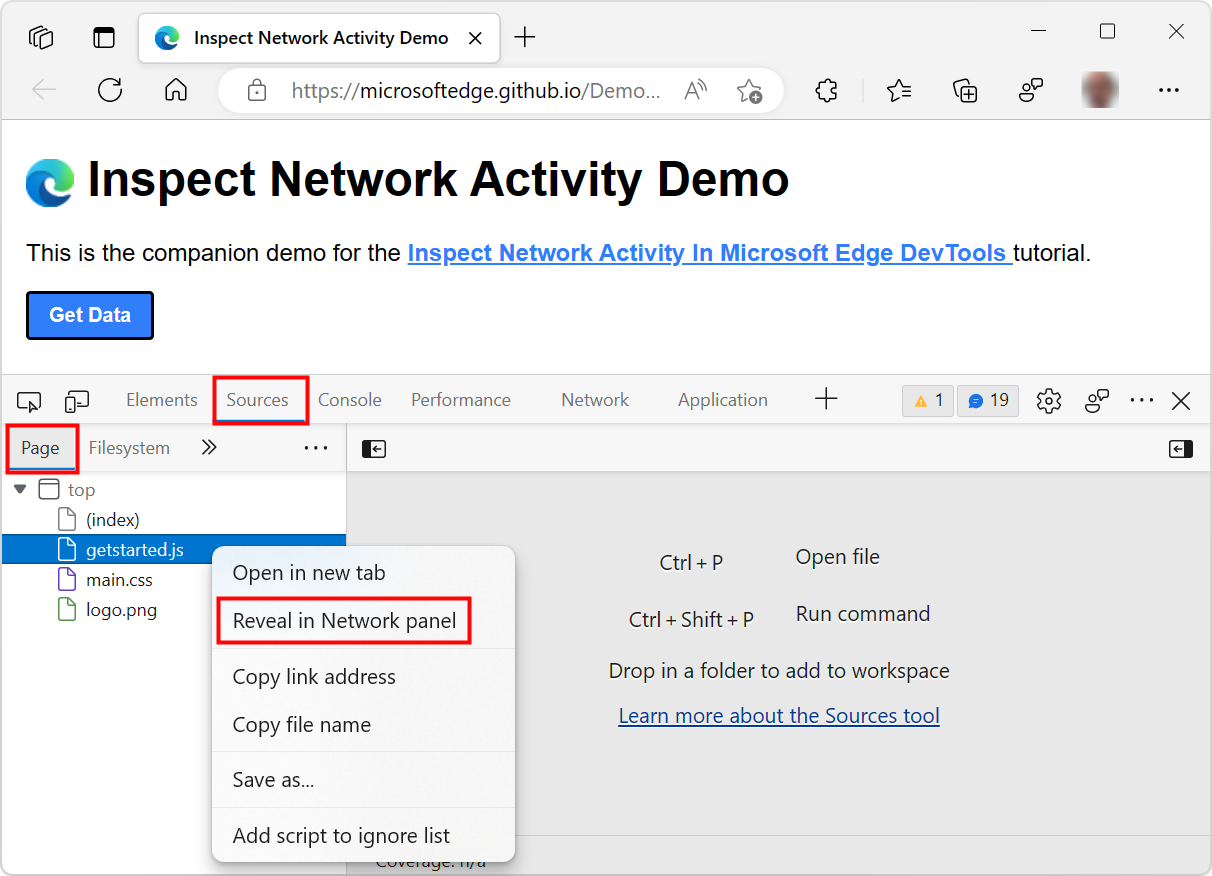 Inspect Network Activity Demo
https://microsoftedge.github.io/Demo...
Inspect Network Activity Demo
This is the companion demo for the Inspect Network Activity In Microsoft Edge DevTools tutorial.
Get Data
Elements Sources Console Performance Network Application 1 19
Page Filesystem
top
(index)
getstarted.js
main.css
logo.png
Open in new tab
Reveal in Network panel
Copy link address
Copy file name
Save as...
Add script to ignore list
Ctrl + P Open file
Ctrl + Shift + P Run command
Drop in a folder to add to workspace
Learn more about the Sources tool
Coverage: n/a